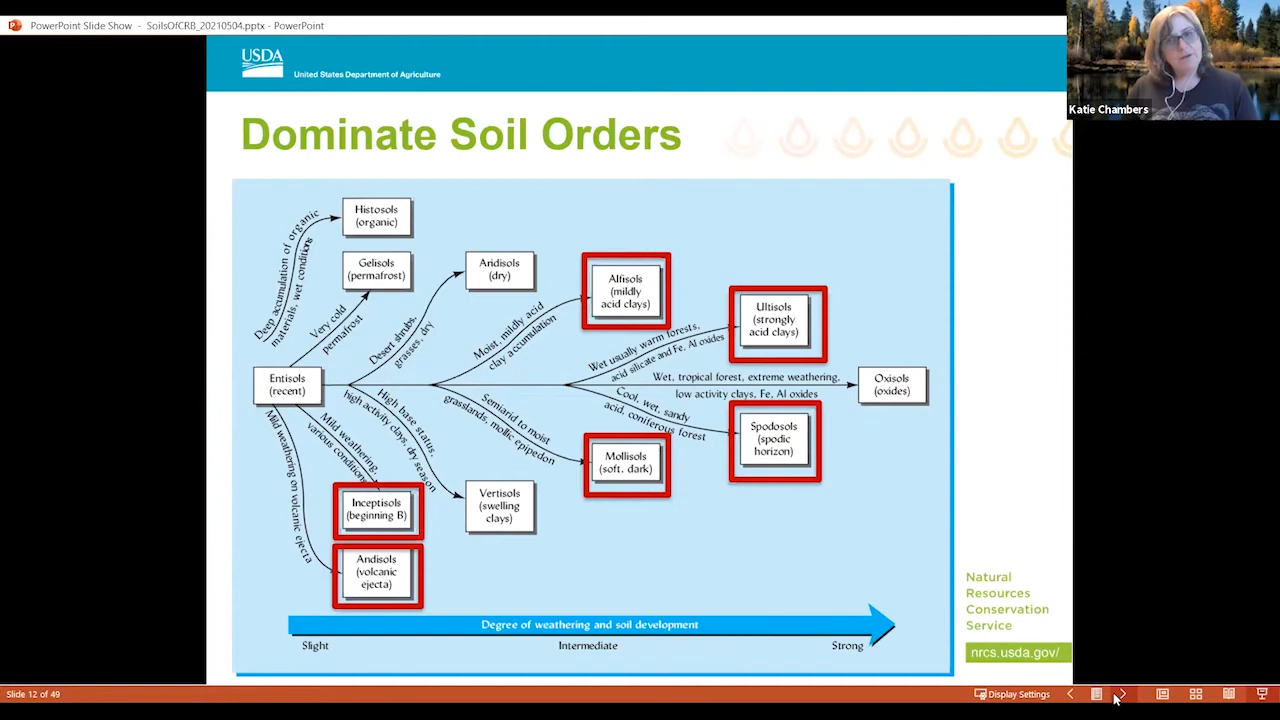 PowerPoint Slide Show - SoilsOfCRB_20210504.pptx - PowerPoint
Katie Chambers
USDA
United States Department of Agriculture
Dominate Soil Orders
Histosols
(organic)
Deep accumulation of organic
materials, wet conditions
Gelisols
(permafrost)
Very cold
permafrost
Aridisols
(dry)
Desert shrubs,
grasses, dry
Alfisols
(mildly
acid clays)
Moist, mildly acid
clay accumulation
Ultisols
(strongly
acid clays)
Wet usually warm forests,
acid silicate and Fe, Al oxides
Entisols
(recent)
Wet, tropical forest, extreme weathering,
low activity clays, Fe, Al oxides
Oxisols
(oxides)
Cool, wet, sandy
acid, coniferous forest
Spodosols
(spodic
horizon)
Semiarid to moist
grasslands, mollic epipedon
Mollisols
(soft. dark)
High base status,
high activity clays, dry season
Vertisols
(swelling
clays)
Mild weathering,
various conditions
Inceptisols
(beginning B)
Mild weathering on volcanic ejecta
Andisols
(volcanic
ejecta)
Degree of weathering and soil development
Slight
Intermediate
Strong
Natural
Resources
Conservation
Service
nrcs.usda.gov/
Slide 12 of 49
Display Settings